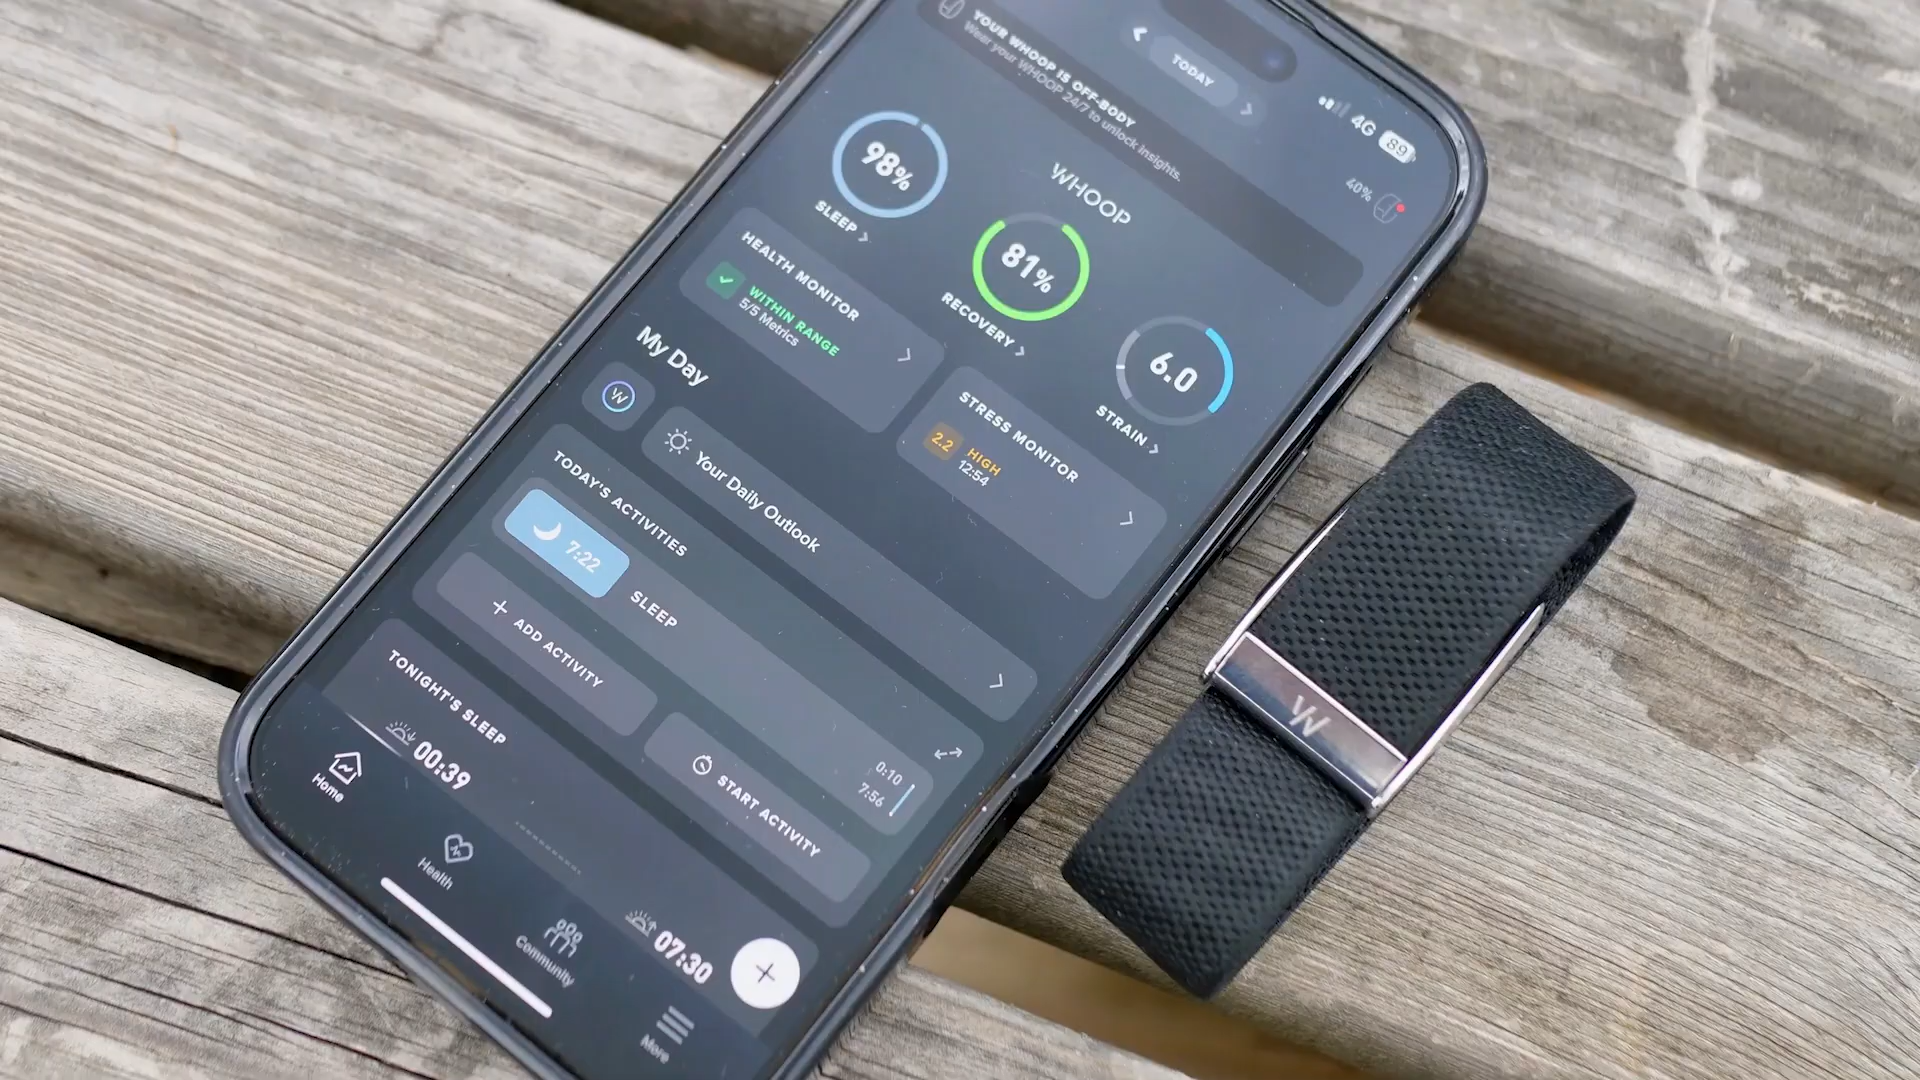 TODAY
4G 89
YOUR WHOOP IS OFF-BODY
Wear your WHOOP 24/7 to unlock insights.
WHOOP
40%
98%
SLEEP
81%
RECOVERY
6.0
STRAIN
HEALTH MONITOR
WITHIN RANGE
5/5 Metrics
STRESS MONITOR
2.2 HIGH
12:54
My Day
W
Your Daily Outlook
TODAY'S ACTIVITIES
7:22 SLEEP
0:10
7:56
ADD ACTIVITY
START ACTIVITY
TONIGHT'S SLEEP
00:39
07:30
Home
Health
Community
More
W